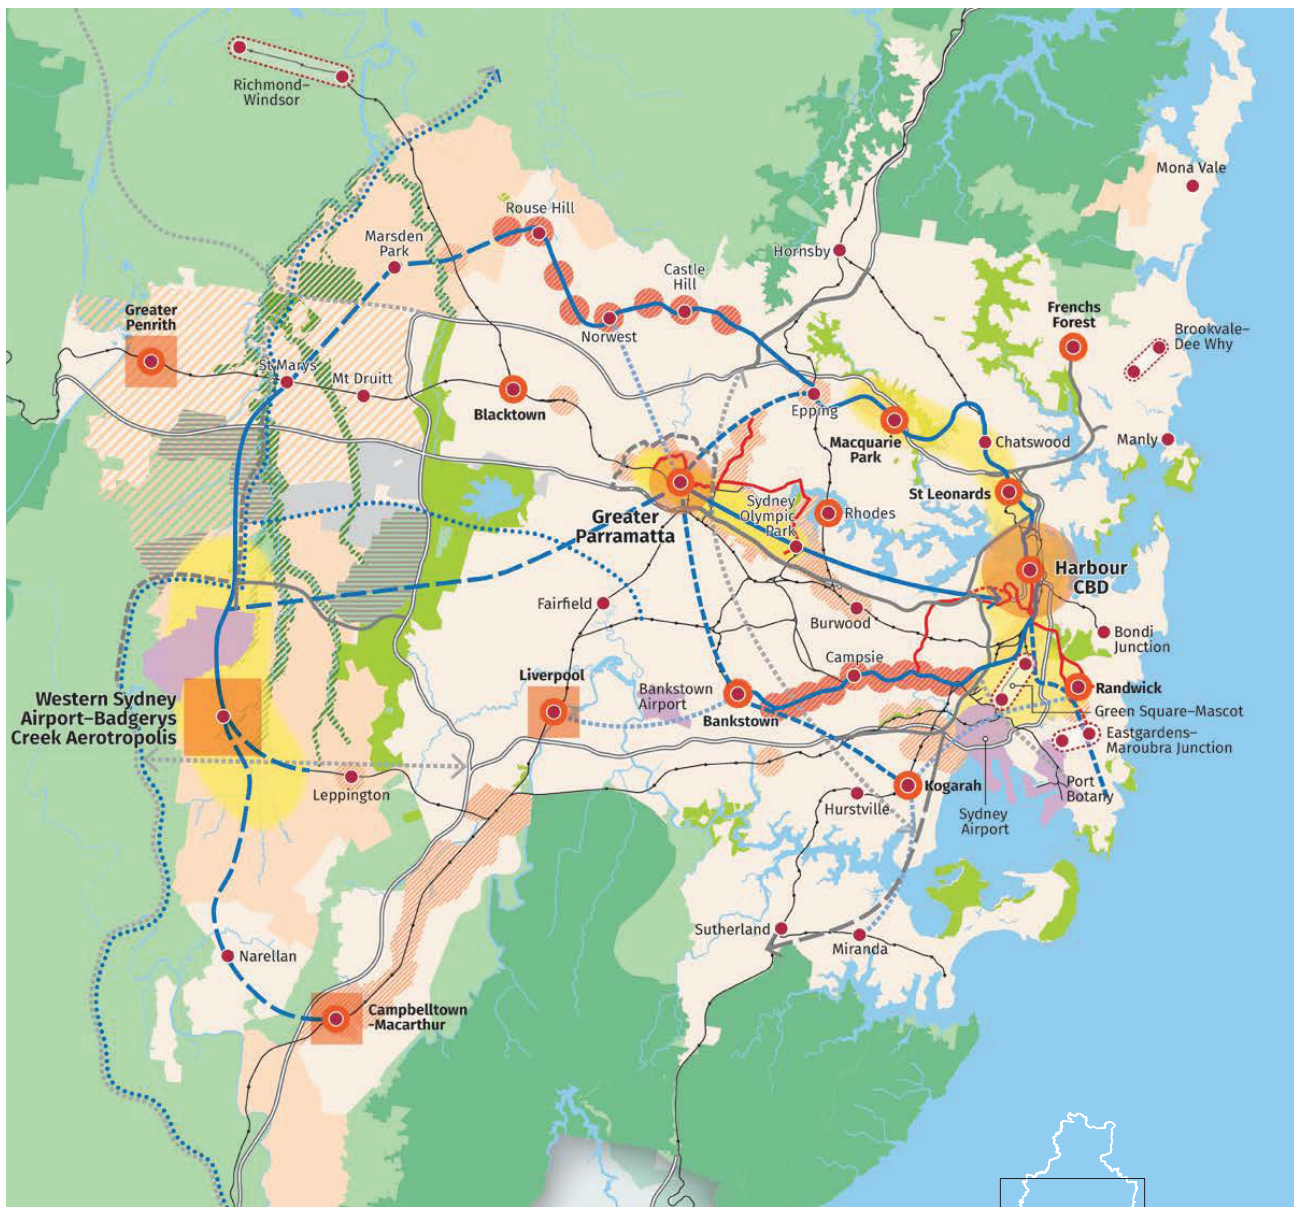 Richmond–
Windsor
Mona Vale
Rouse Hill
Marsden
Park
Hornsby
Castle
Hill
Greater
Penrith
Frenchs
Forest
Brookvale–
Dee Why
Norwest
St Marys
Mt Druitt
Blacktown
Epping
Macquarie
Park
Chatswood
Manly
St Leonards
Greater
Parramatta
Sydney
Olympic
Park
Rhodes
Harbour
CBD
Fairfield
Burwood
Bondi
Junction
Campsie
Liverpool
Bankstown
Airport
Bankstown
Randwick
Green Square–Mascot
Western Sydney
Airport–Badgerys
Creek Aerotropolis
Eastgardens–
Maroubra Junction
Leppington
Kogarah
Hurstville
Port
Botany
Sydney
Airport
Sutherland
Miranda
Narellan
Campbelltown
-Macarthur